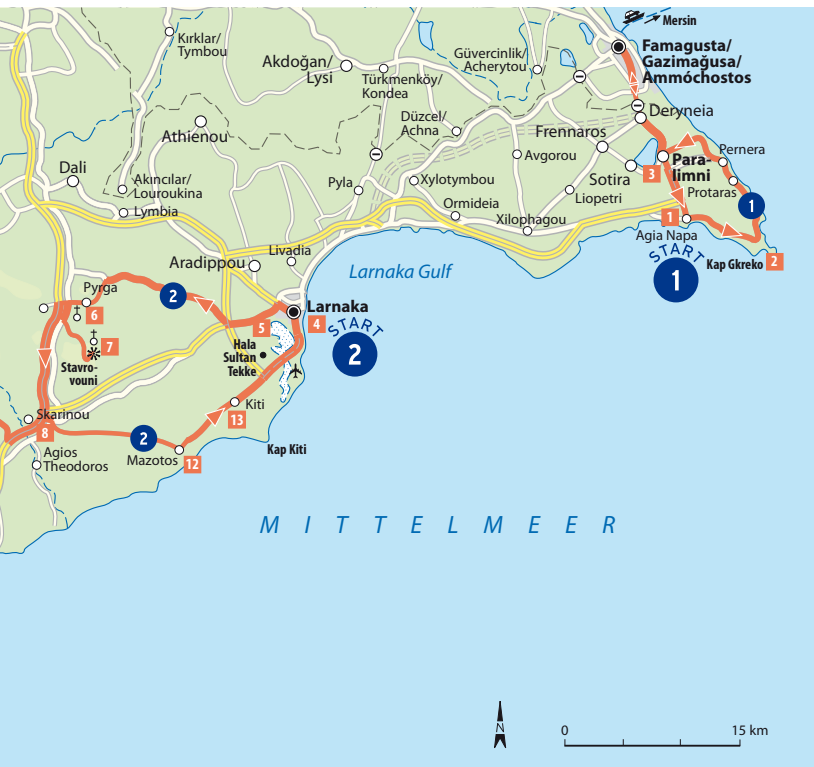 Mersin
Kırklar/
Tymbou
Akdoğan/
Lysi
Güvercinlik/
Acherytou
Famagusta/
Gazimağusa/
Ammóchostos
Türkmenköy/
Kondea
Düzcel/
Achna
Deryneia
Athienou
Frennaros
Pernera
Avgorou
Para-
limni
3
Dali
Akıncılar/
Louroukina
Pyla
Xylotymbou
Sotira
Liopetri
Protaras
1
Lymbia
Ormideia
Xilophagou
1
Agia Napa
START
1
Kap Gkreko
2
Livadia
Aradippou
Larnaka Gulf
Pyrga
6
2
Larnaka
4
START
2
5
Hala
Sultan
Tekke
7
Stavro-
vouni
Kiti
13
Skarinou
8
2
Mazotos
12
Kap Kiti
Agios
Theodoros
MITTELMEER
N
0
15 km